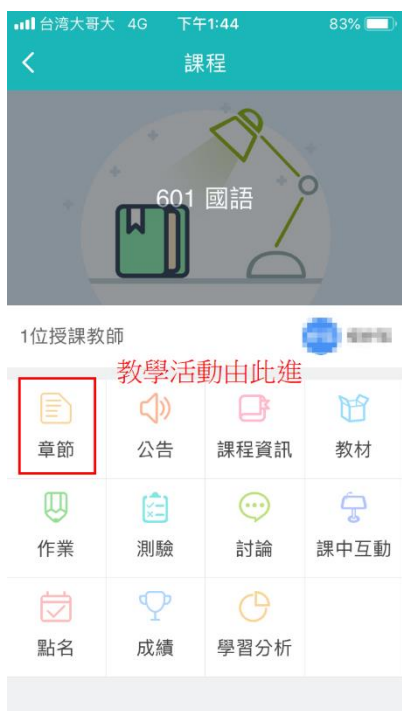 台湾大哥大 4G 下午1:44 83%
課程
601 國語
1位授課教師
教學活動由此進
章節 公告 課程資訊 教材
作業 測驗 討論 課中互動
點名 成績 學習分析